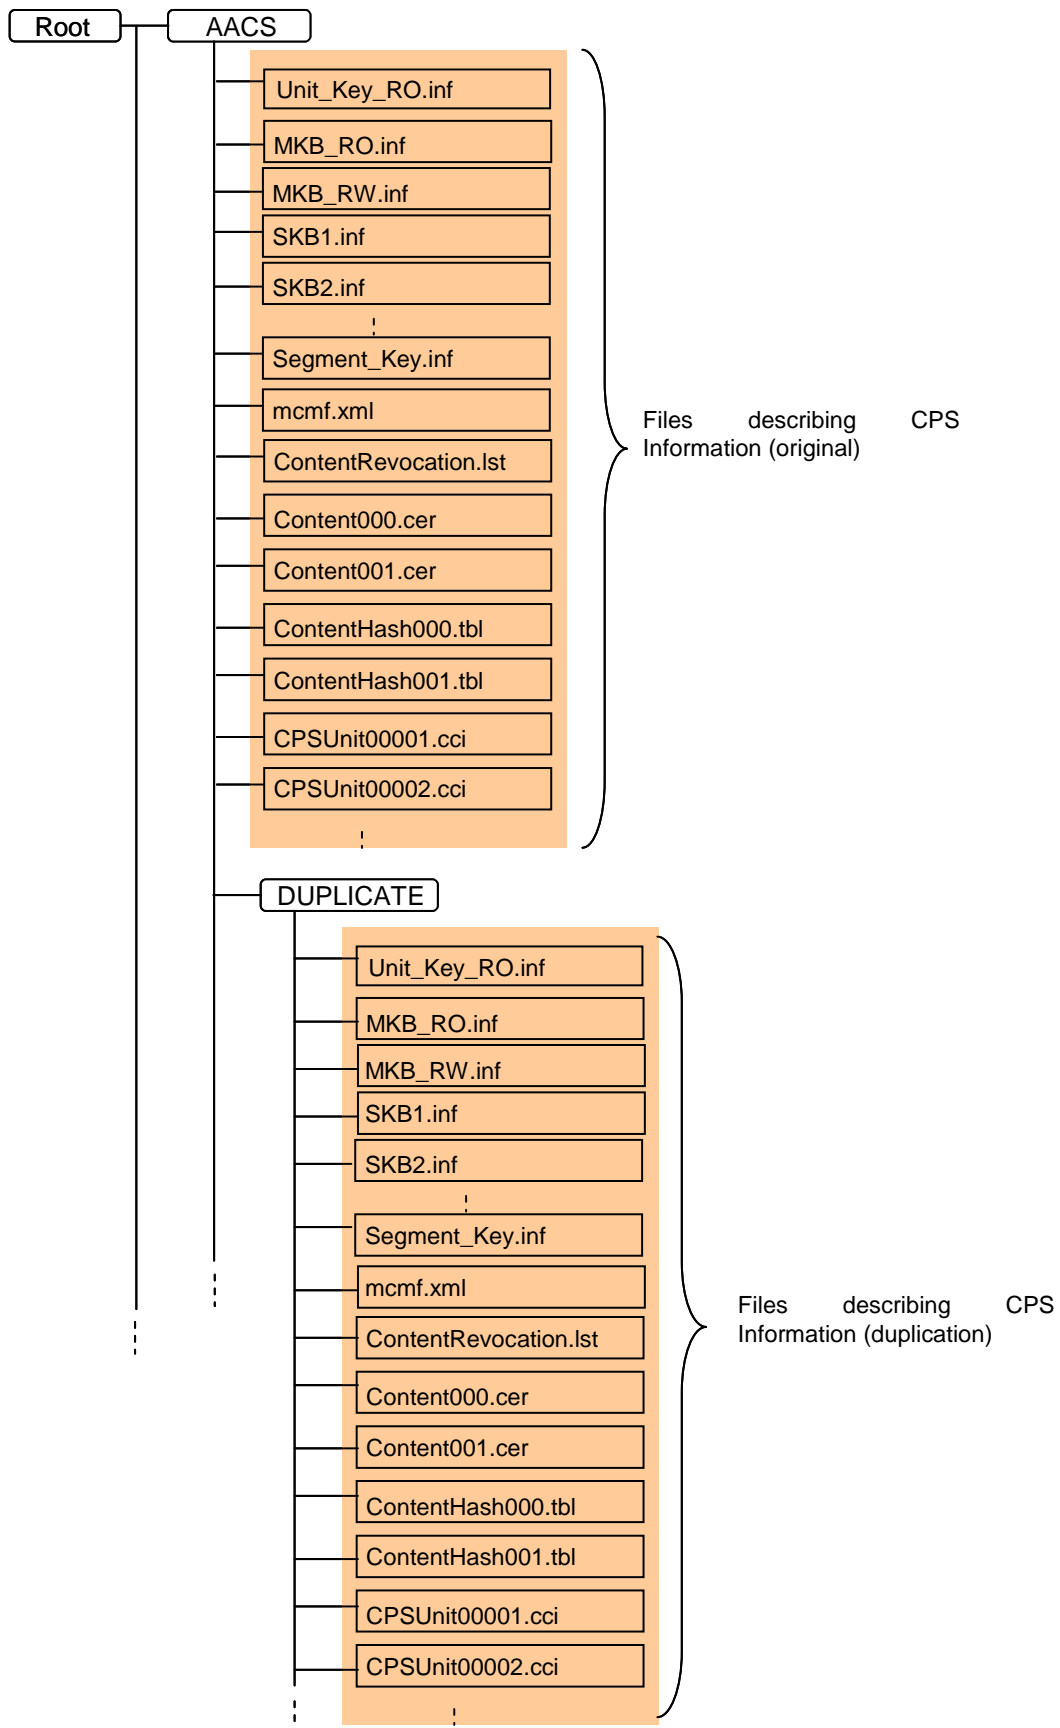 Root
AACS
Unit_Key_RO.inf
MKB_RO.inf
MKB_RW.inf
SKB1.inf
SKB2.inf
Segment_Key.inf
mcmf.xml
ContentRevocation.lst
Content000.cer
Content001.cer
ContentHash000.tbl
ContentHash001.tbl
CPSUnit00001.cci
CPSUnit00002.cci
Files describing CPS
Information (original)
DUPLICATE
Unit_Key_RO.inf
MKB_RO.inf
MKB_RW.inf
SKB1.inf
SKB2.inf
Segment_Key.inf
mcmf.xml
ContentRevocation.lst
Content000.cer
Content001.cer
ContentHash000.tbl
ContentHash001.tbl
CPSUnit00001.cci
CPSUnit00002.cci
Files describing CPS
Information (duplication)